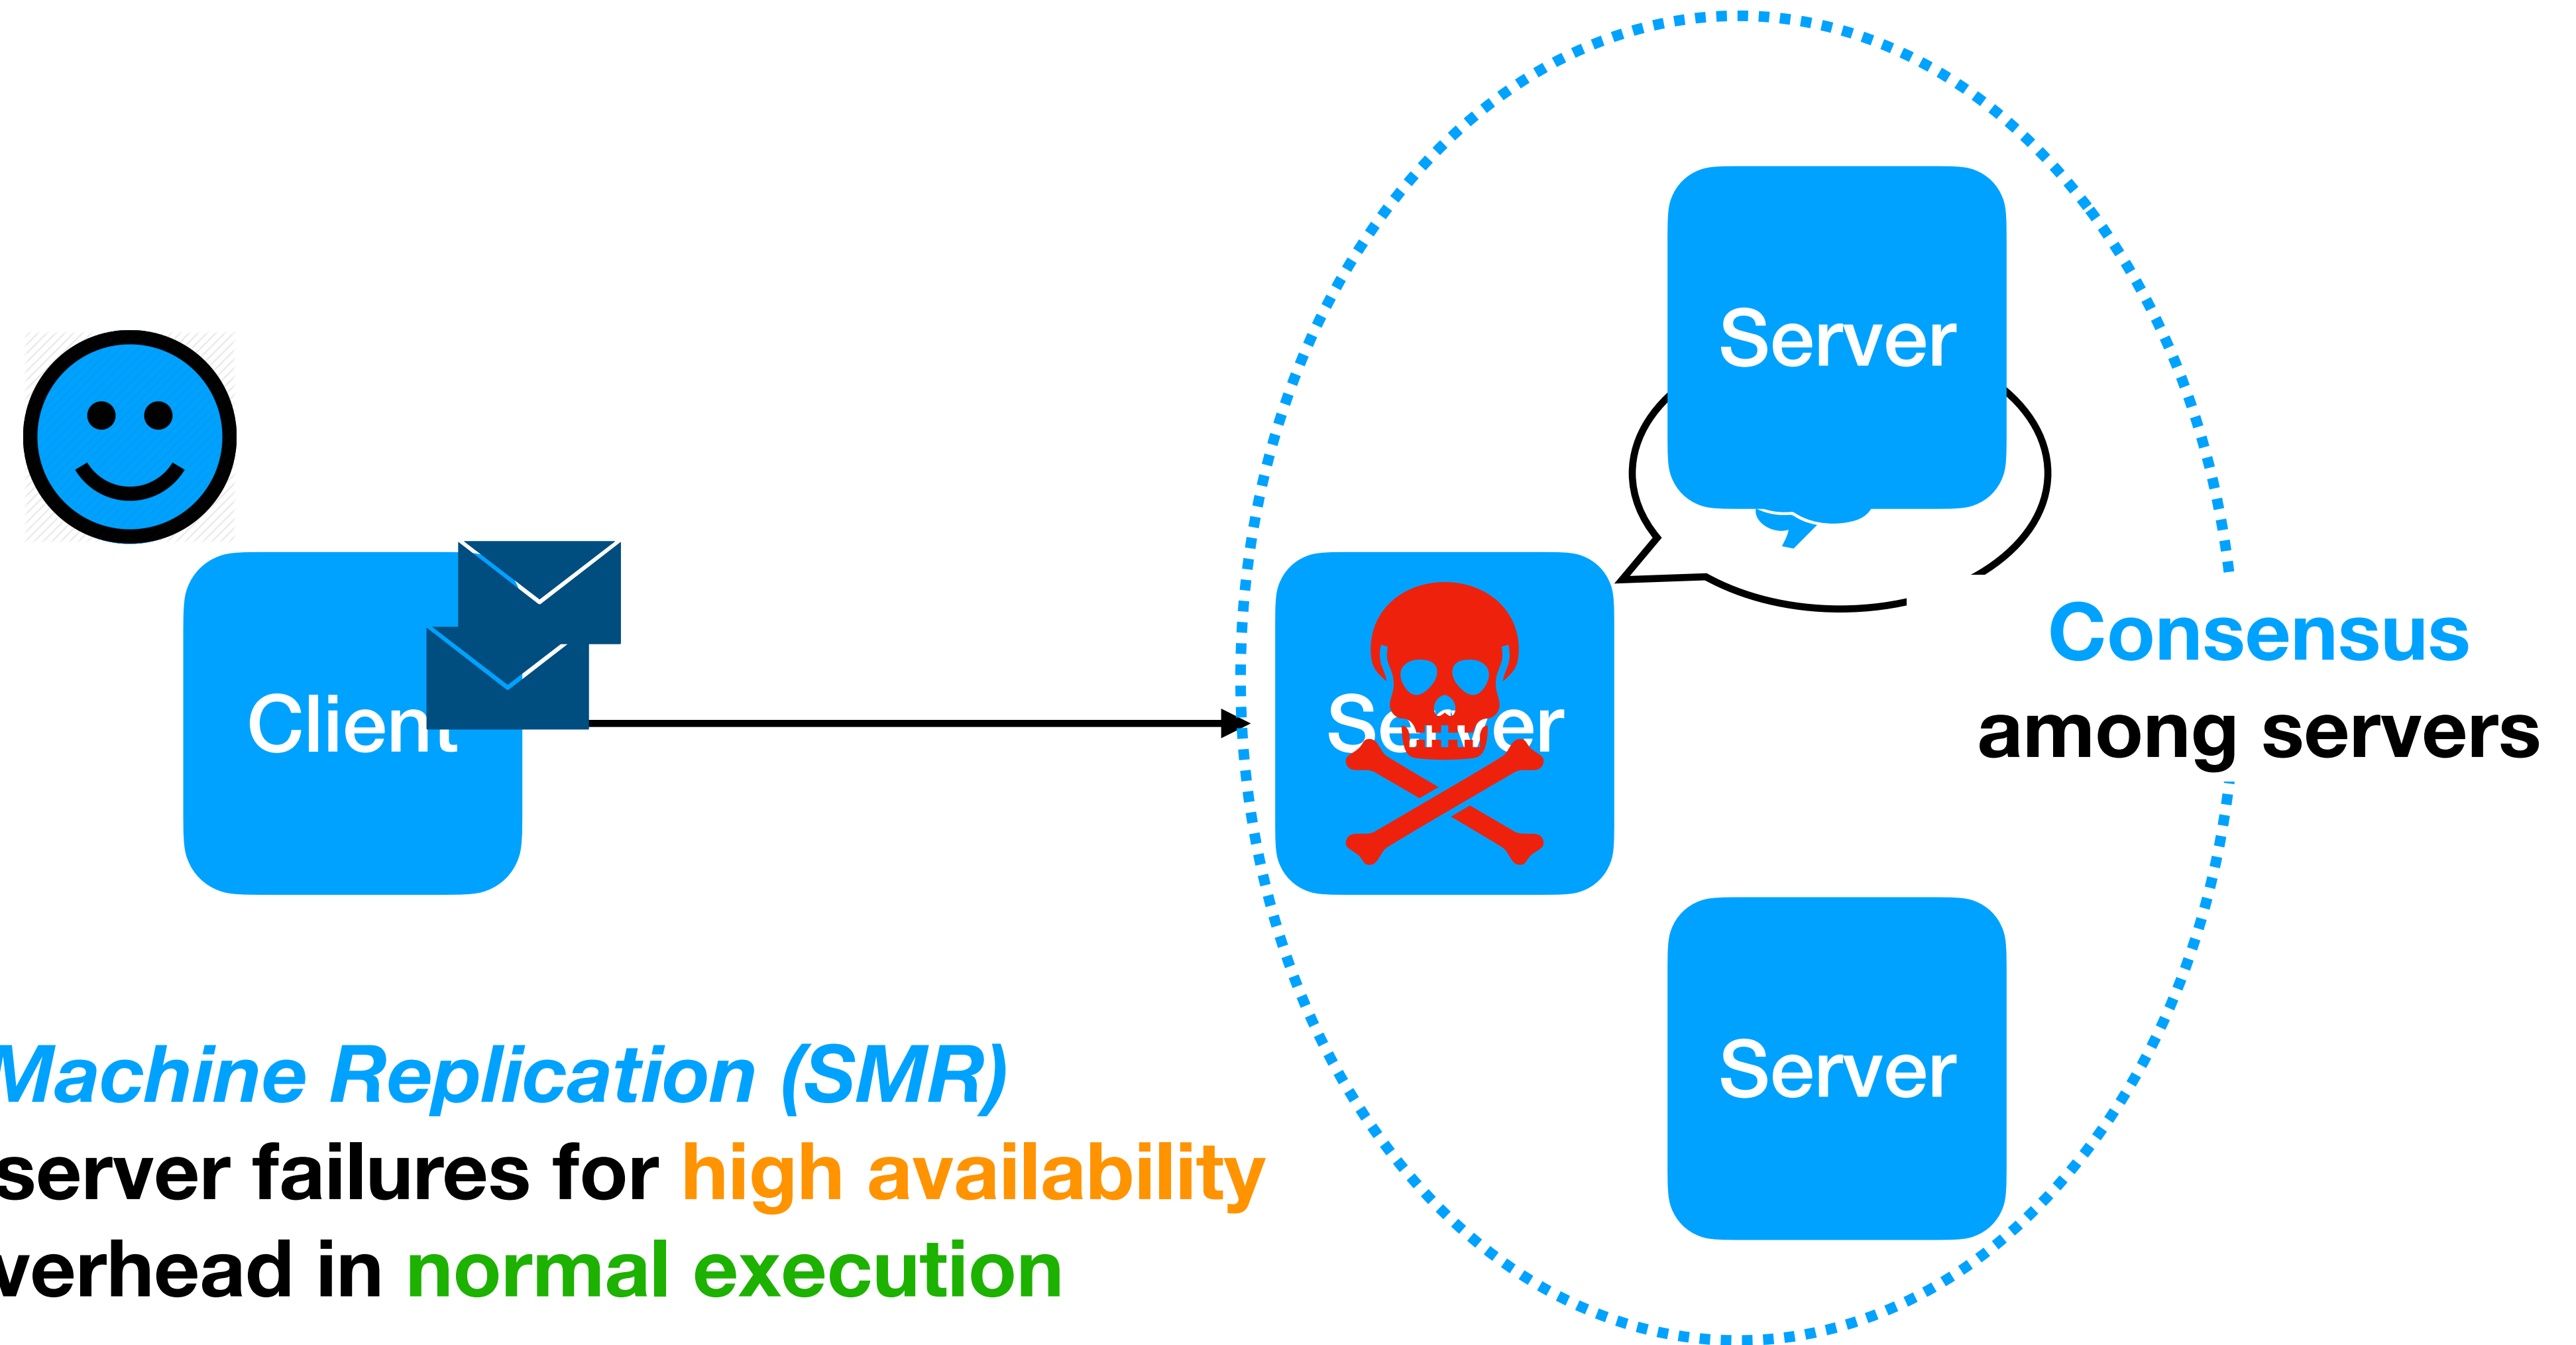 Server
Client
Server
Consensus
among servers
Server
Machine Replication (SMR)
server failures for high availability
verhead in normal execution